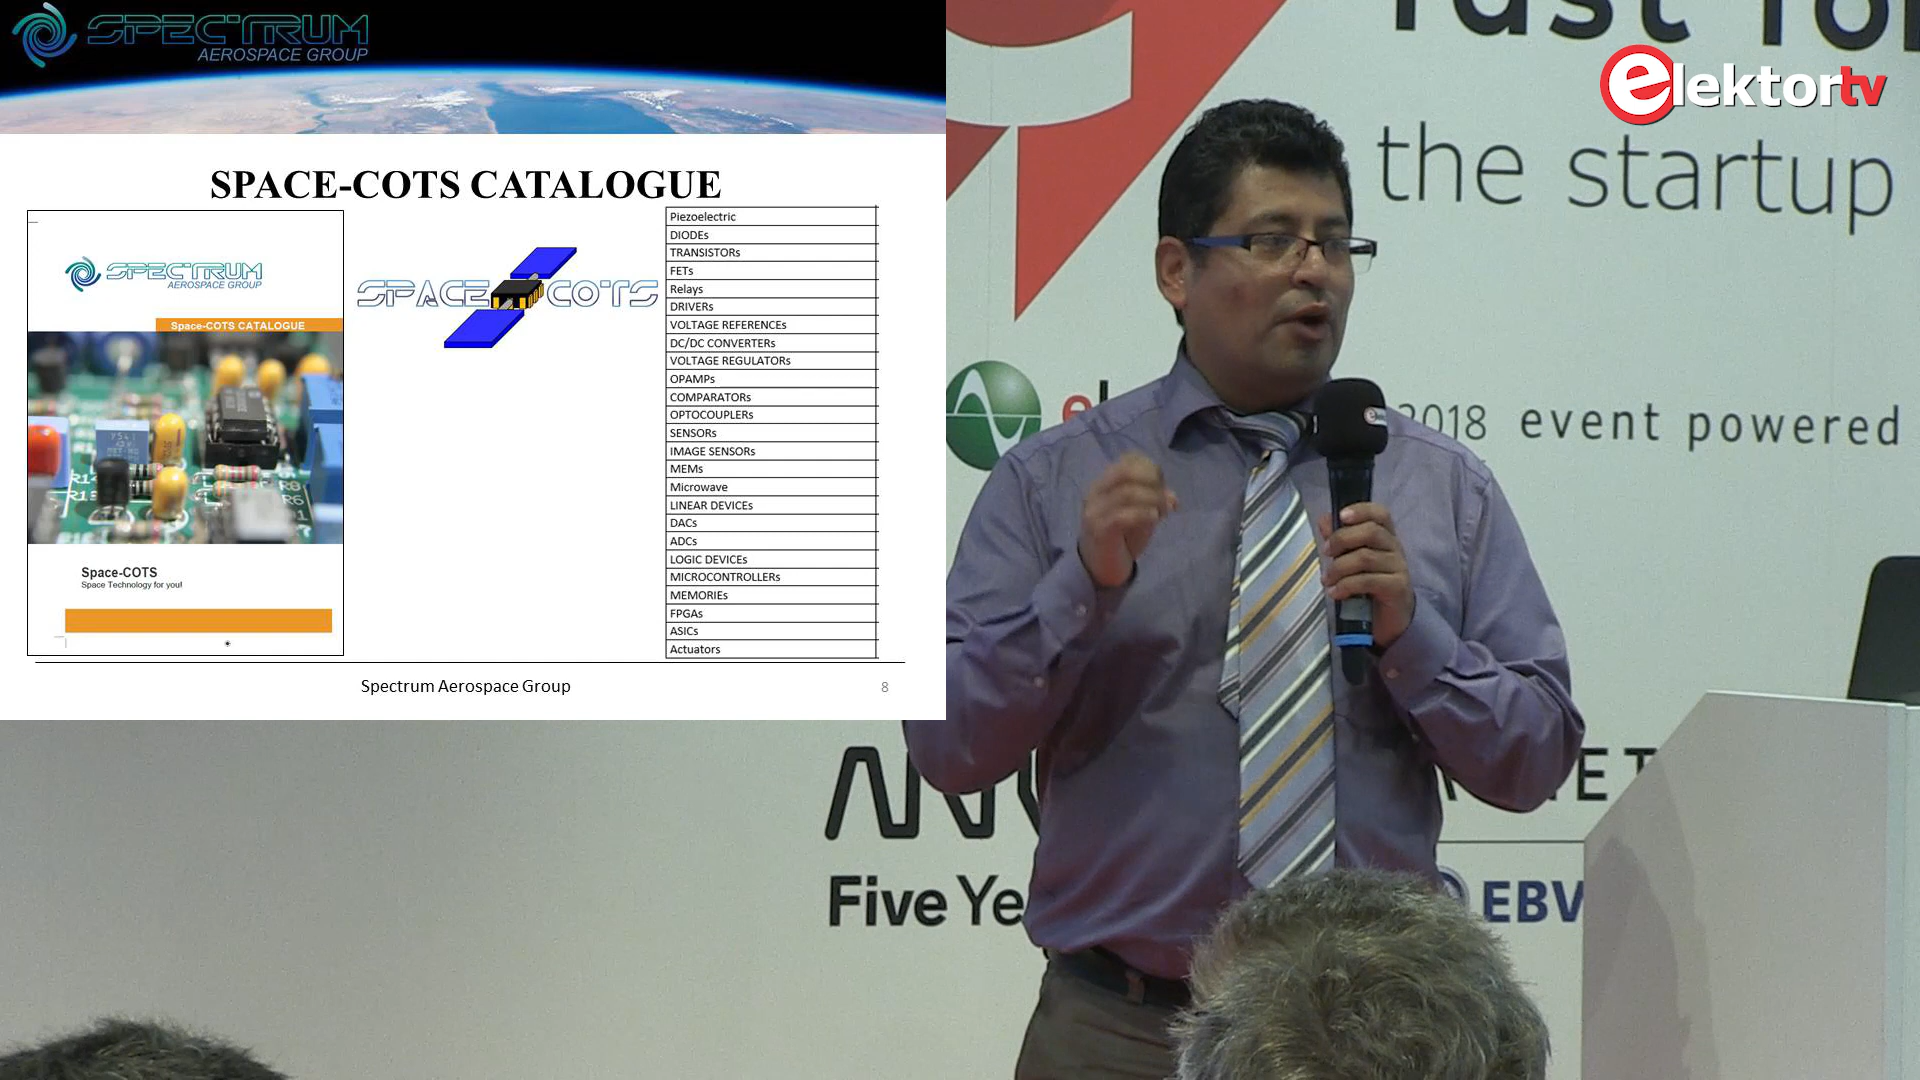 SPECTRUM
AEROSPACE GROUP
SPACE-COTS CATALOGUE
SPECTRUM
AEROSPACE GROUP
Space-COTS CATALOGUE
Space-COTS
Space Technology for you!
SPACE COTS
Piezoelectric
DIODEs
TRANSISTORs
FETs
Relays
DRIVERs
VOLTAGE REFERENCEs
DC/DC CONVERTERs
VOLTAGE REGULATORs
OPAMPs
COMPARATORs
OPTOCOUPLERs
SENSORs
IMAGE SENSORs
MEMs
Microwave
LINEAR DEVICEs
DACs
ADCs
LOGIC DEVICEs
MICROCONTROLLERs
MEMORIEs
FPGAs
ASICs
Actuators
Spectrum Aerospace Group
8
elektortv
the startup
2018 event powered
Five Ye
EBV